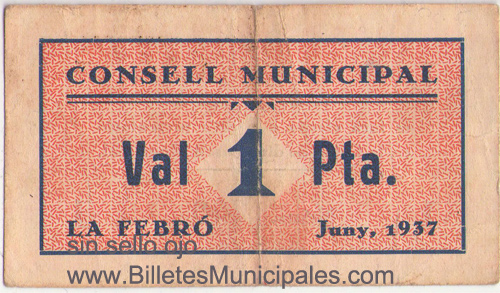 CONSELL MUNICIPAL
Val 1 Pta.
LA FEBRÓ Juny, 1937
sin sello ojo
www.BilletesMunicipales.com